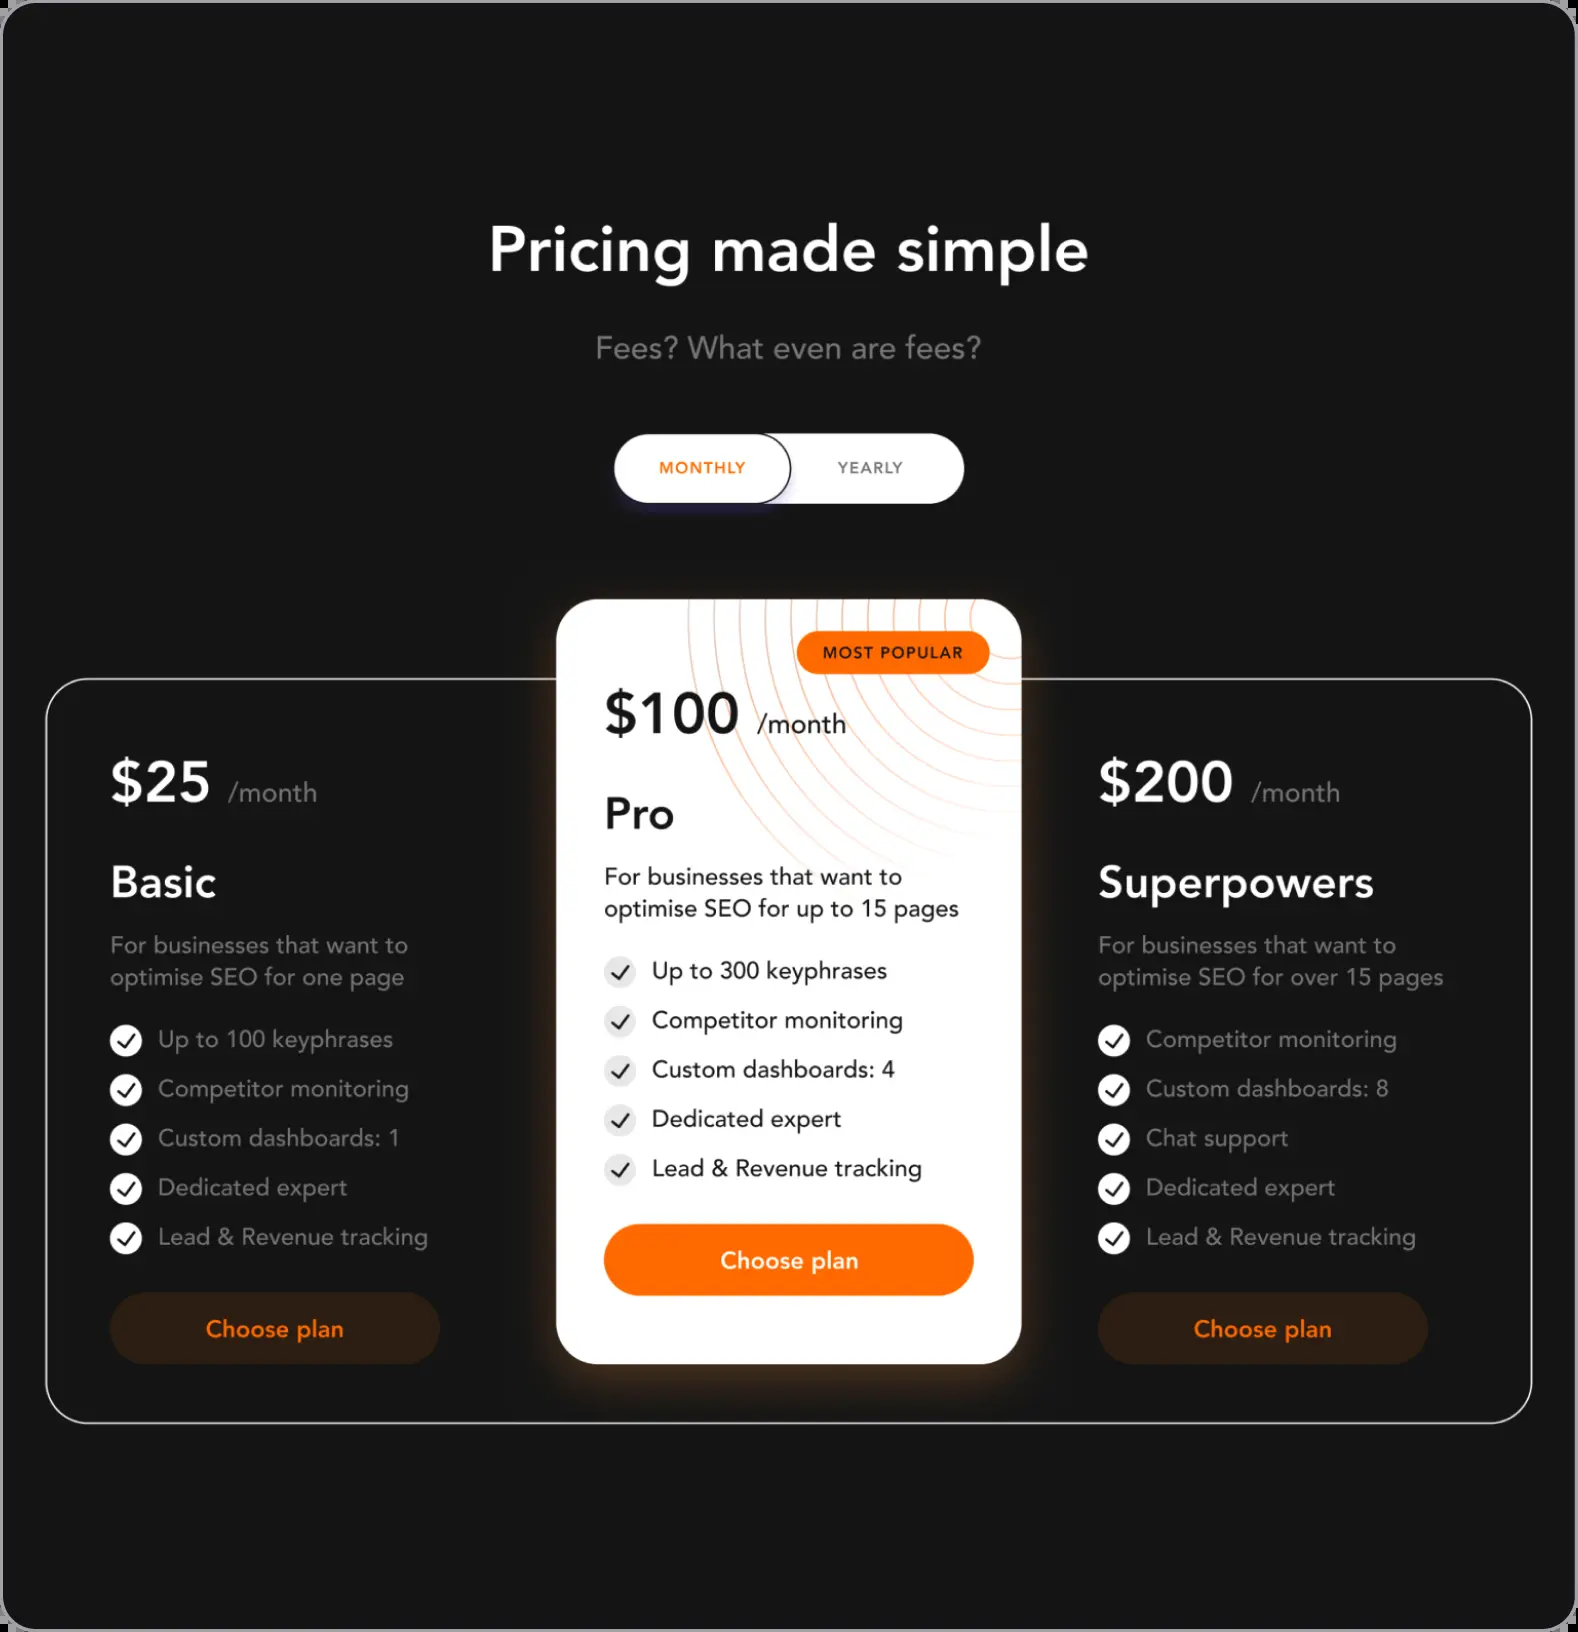 Pricing made simple
Fees? What even are fees?
MONTHLY
YEARLY
$25 /month
Basic
For businesses that want to
optimise SEO for one page
Up to 100 keyphrases
Competitor monitoring
Custom dashboards: 1
Dedicated expert
Lead & Revenue tracking
Choose plan
MOST POPULAR
$100 /month
Pro
For businesses that want to
optimise SEO for up to 15 pages
Up to 300 keyphrases
Competitor monitoring
Custom dashboards: 4
Dedicated expert
Lead & Revenue tracking
Choose plan
$200 /month
Superpowers
For businesses that want to
optimise SEO for over 15 pages
Competitor monitoring
Custom dashboards: 8
Chat support
Dedicated expert
Lead & Revenue tracking
Choose plan